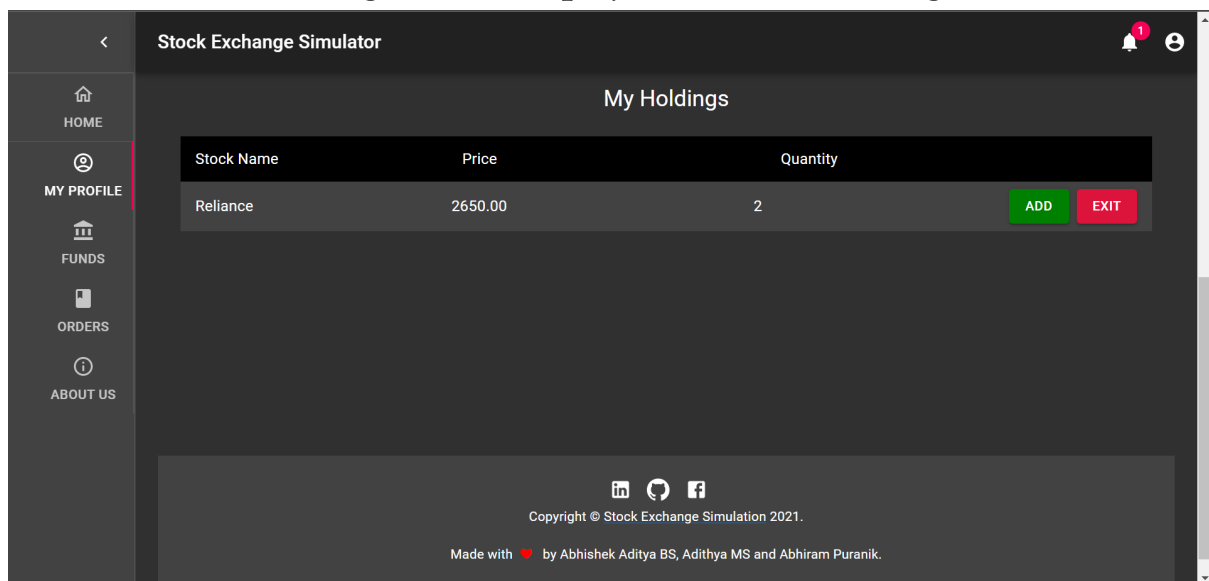 Stock Exchange Simulator
1
HOME
MY PROFILE
FUNDS
ORDERS
ABOUT US
My Holdings
Stock Name Price Quantity
Reliance 2650.00 2 ADD EXIT
Copyright © Stock Exchange Simulation 2021.
Made with ❤ by Abhishek Aditya BS, Adithya MS and Abhiram Puranik.